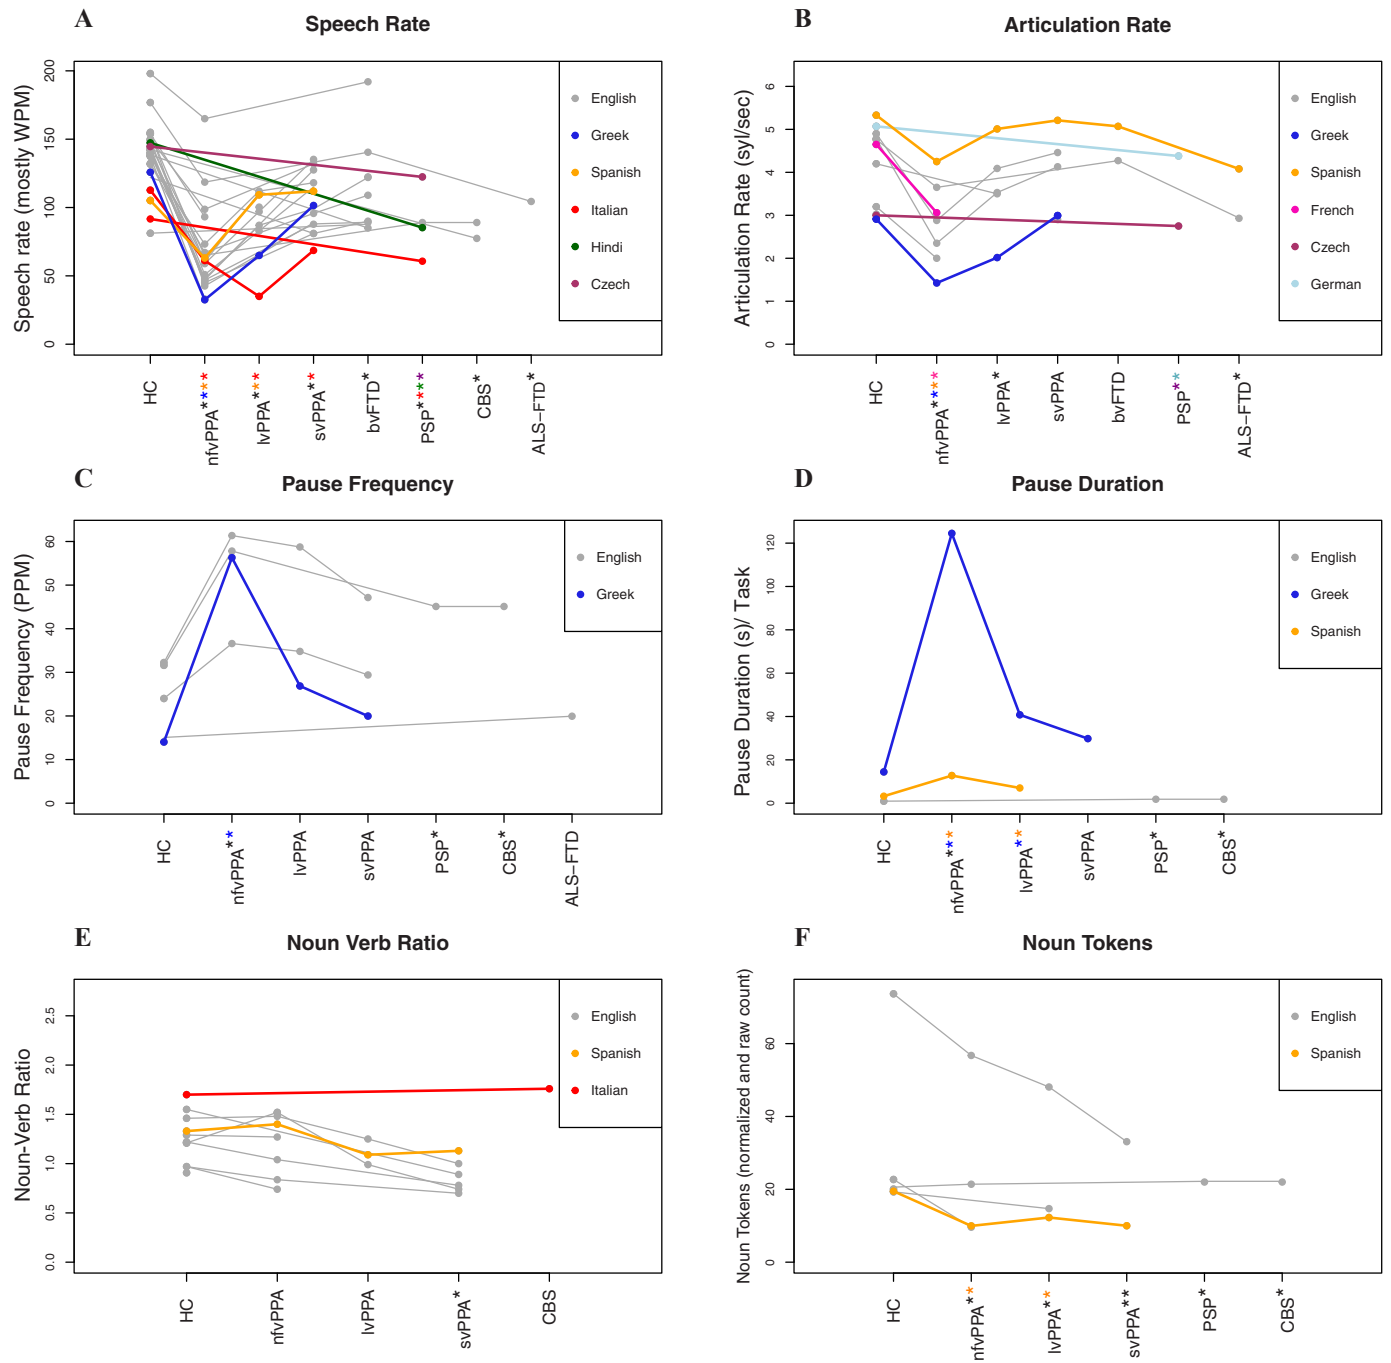 A
Speech Rate
Speech rate (mostly WPM)
0
50
100
150
200
English
Greek
Spanish
Italian
Hindi
Czech
HC
nfvPPA****
lvPPA***
svPPA**
bvFTD*
PSP****
CBS*
ALS−FTD*
B
Articulation Rate
Articulation Rate (syl/sec)
0
1
2
3
4
5
6
English
Greek
Spanish
French
Czech
German
HC
nfvPPA****
lvPPA*
svPPA
bvFTD
PSP**
ALS−FTD*
C
Pause Frequency
Pause Frequency (PPM)
0
10
20
30
40
50
60
English
Greek
HC
nfvPPA**
lvPPA
svPPA
PSP*
CBS*
ALS−FTD
D
Pause Duration
Pause Duration (s)/ Task
0
20
40
60
80
100
120
English
Greek
Spanish
HC
nfvPPA***
lvPPA**
svPPA
PSP*
CBS*
E
Noun Verb Ratio
Noun-Verb Ratio
0.0
0.5
1.0
1.5
2.0
2.5
English
Spanish
Italian
HC
nfvPPA
lvPPA
svPPA*
CBS
F
Noun Tokens
Noun Tokens (normalized and raw count)
0
20
40
60
English
Spanish
HC
nfvPPA**
lvPPA**
svPPA**
PSP*
CBS*